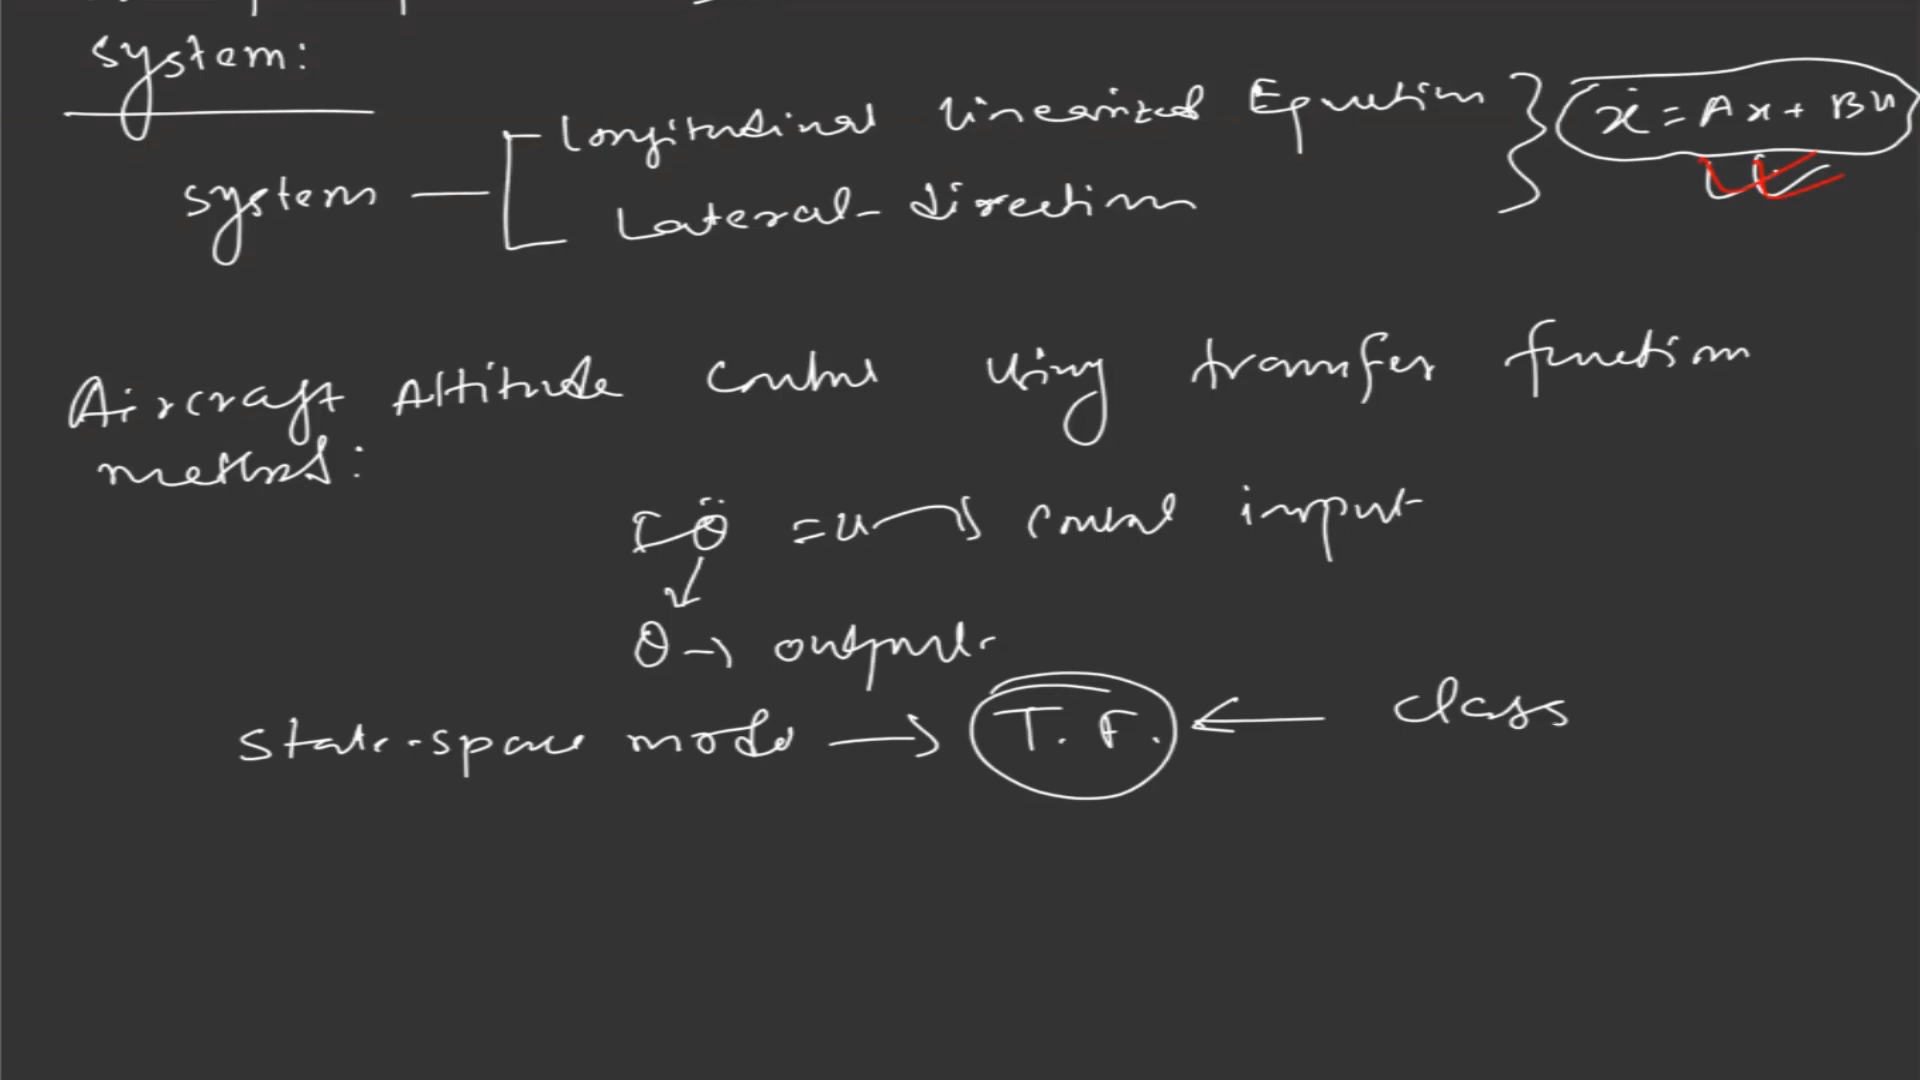 system:
system — Longitudinal linearized Equation } ẋ = Ax + Bu
Lateral-direction
Aircraft Altitude control using transfer function
method:
I θ̈ = u → control input
θ → output.
state-space model → T.F. ← class